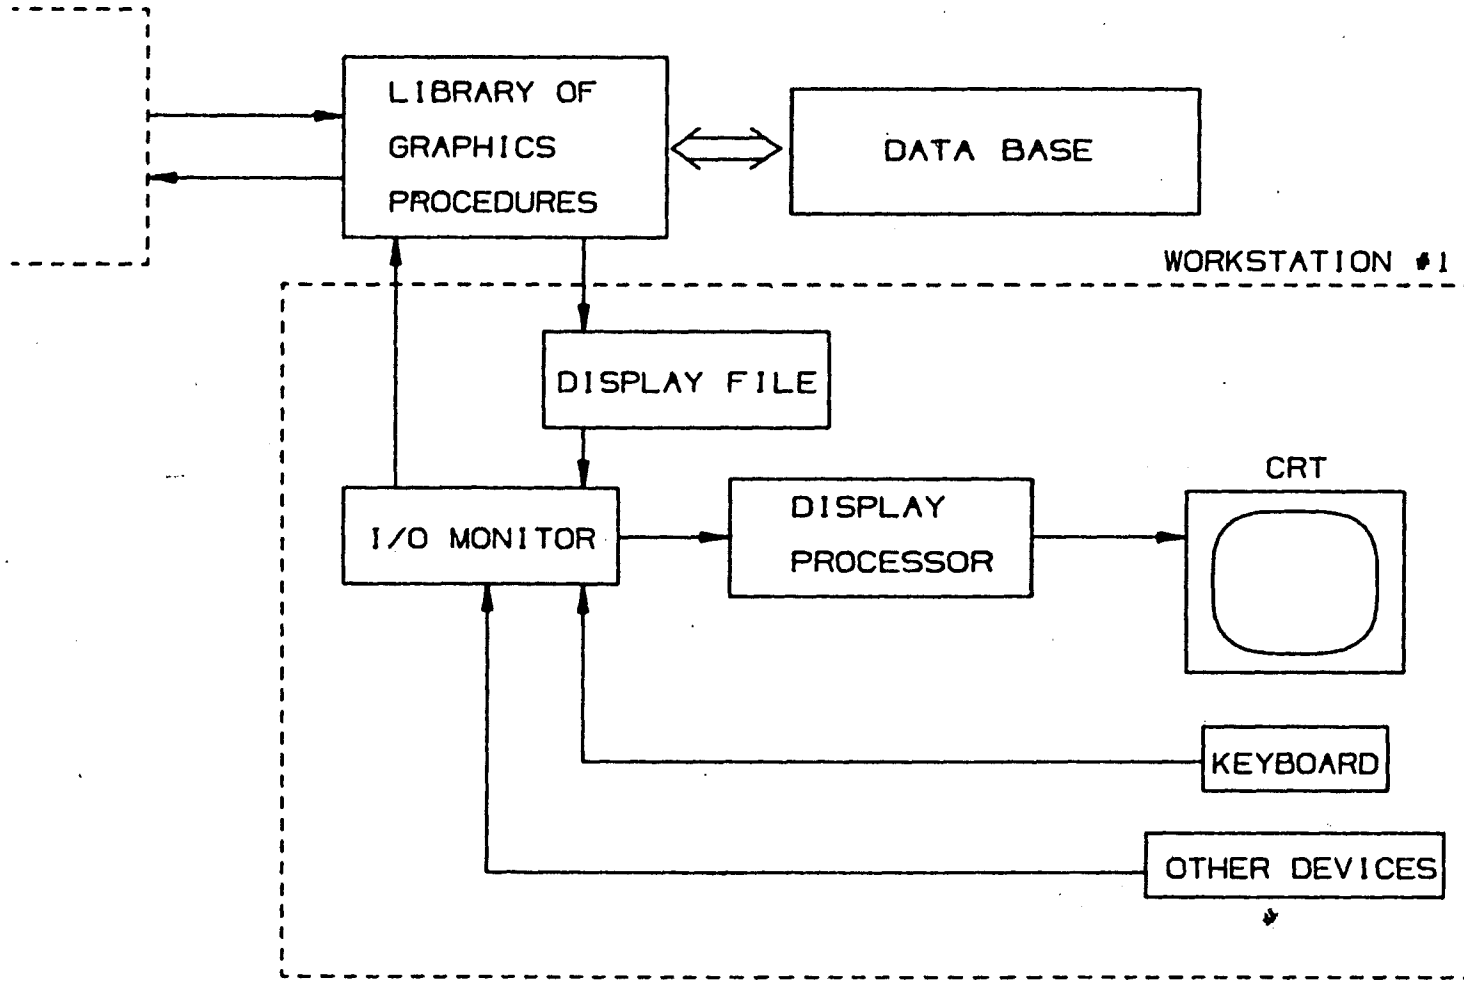 LIBRARY OF
GRAPHICS
PROCEDURES
DATA BASE
WORKSTATION #1
DISPLAY FILE
I/O MONITOR
DISPLAY
PROCESSOR
CRT
KEYBOARD
OTHER DEVICES